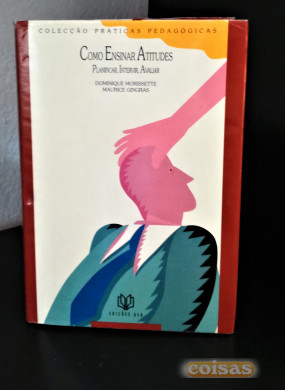 COLECÇÃO PRÁTICAS PEDAGÓGICAS
COMO ENSINAR ATITUDES
PLANIFICAR, INTERVIR, AVALIAR
DOMINIQUE MORISSETTE
MAURICE GINGRAS
EDIÇÕES ASA
coisas